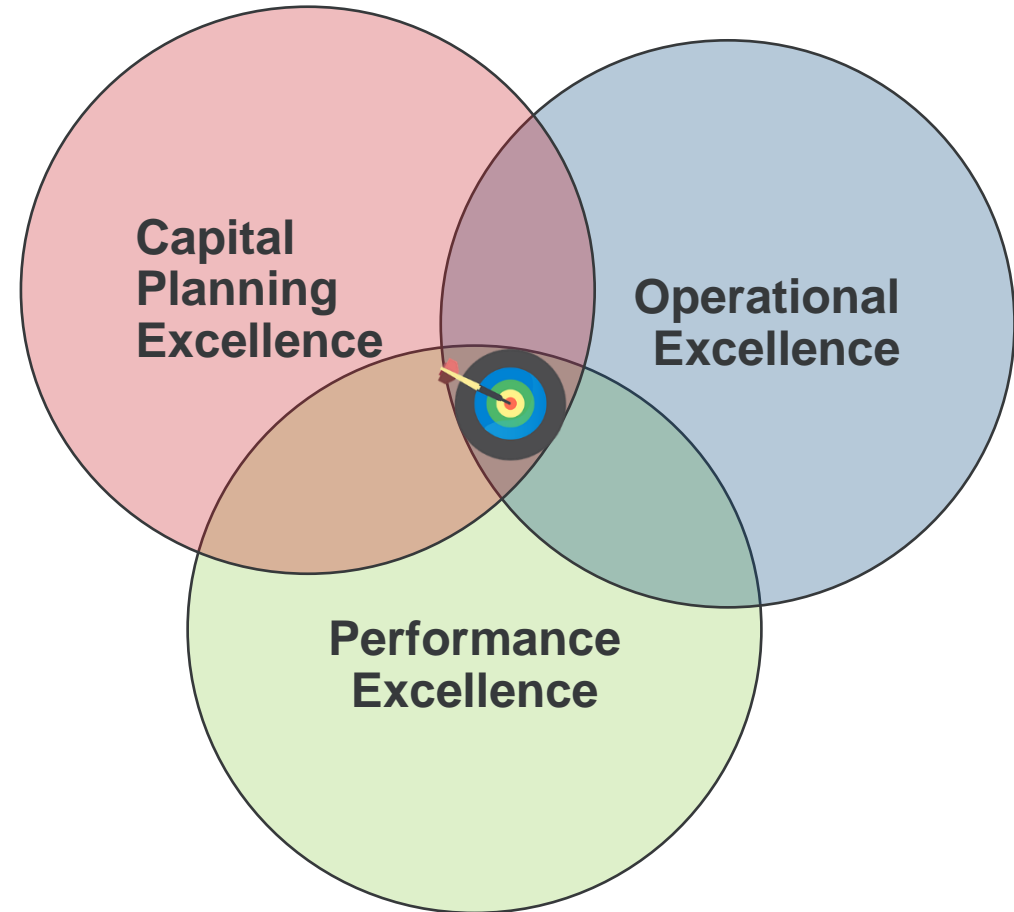 Capital
Planning
Excellence
Operational
Excellence
Performance
Excellence